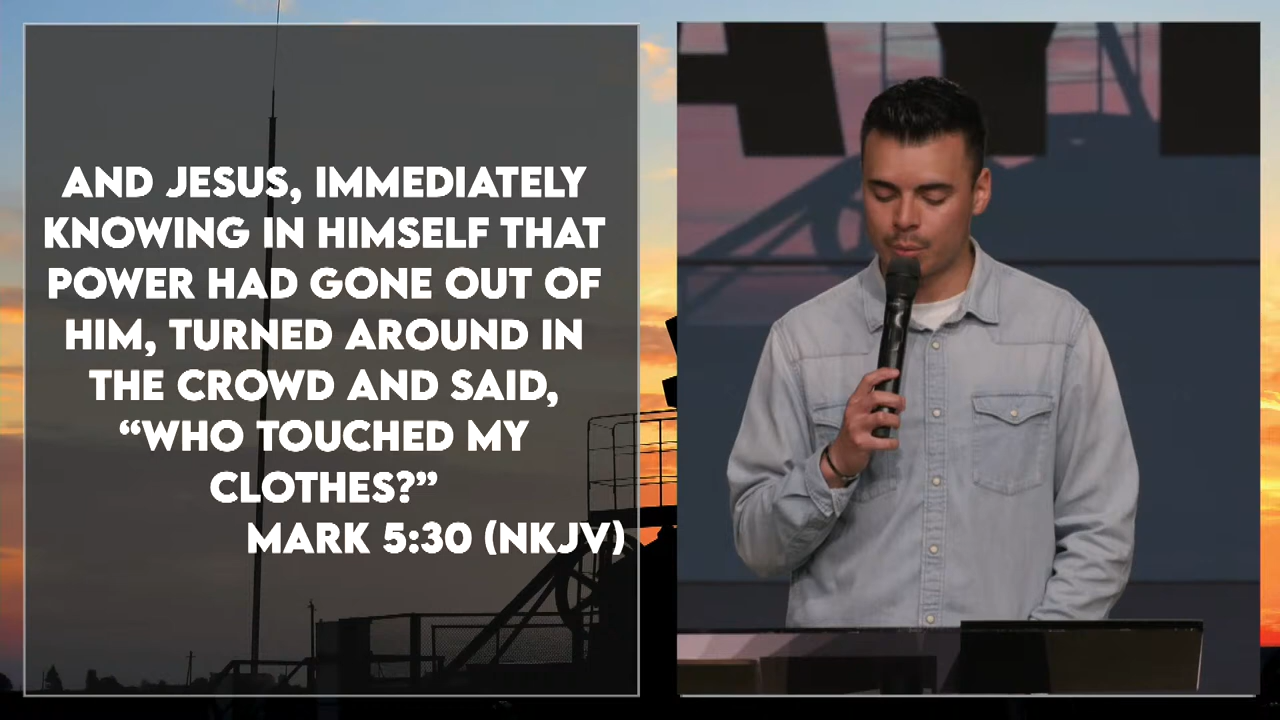 AND JESUS, IMMEDIATELY
KNOWING IN HIMSELF THAT
POWER HAD GONE OUT OF
HIM, TURNED AROUND IN
THE CROWD AND SAID,
“WHO TOUCHED MY
CLOTHES?”
MARK 5:30 (NKJV)